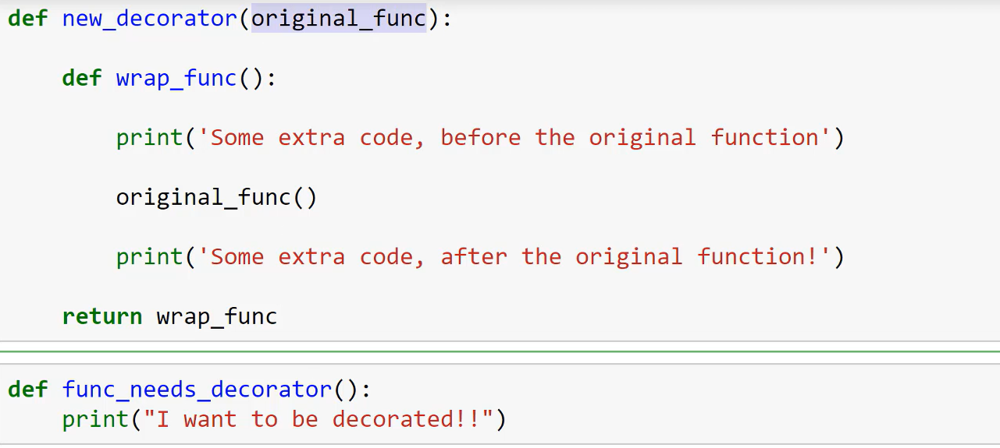 def new_decorator(original_func):
    def wrap_func():
        print('Some extra code, before the original function')
        original_func()
        print('Some extra code, after the original function!')
    return wrap_func
def func_needs_decorator():
    print("I want to be decorated!!")